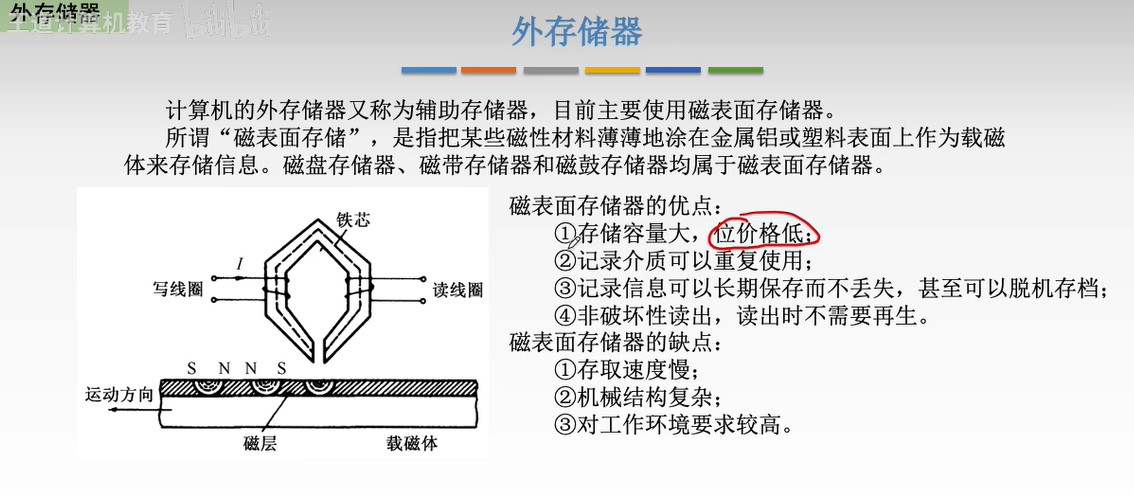 外存储器
王道计算机教育
bilibili
外存储器
计算机的外存储器又称为辅助存储器，目前主要使用磁表面存储器。
所谓“磁表面存储”，是指把某些磁性材料薄薄地涂在金属铝或塑料表面上作为载磁
体来存储信息。磁盘存储器、磁带存储器和磁鼓存储器均属于磁表面存储器。
铁芯
I
写线圈
读线圈
S N N S
运动方向
磁层
载磁体
磁表面存储器的优点：
①存储容量大，位价格低；
②记录介质可以重复使用；
③记录信息可以长期保存而不丢失，甚至可以脱机存档；
④非破坏性读出，读出时不需要再生。
磁表面存储器的缺点：
①存取速度慢；
②机械结构复杂；
③对工作环境要求较高。